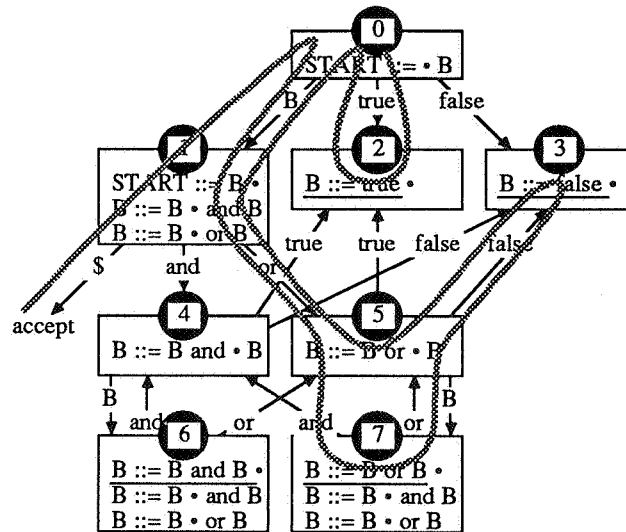 0
START ::= • B
B
true
false
1
2
3
START ::= B •
B ::= true •
B ::= false •
B ::= B • and B
B ::= B • or B
true
true
false
false
$
and
or
accept
4
5
B ::= B and • B
B ::= B or • B
B
and
or
and
or
B
6
7
B ::= B and B •
B ::= B or B •
B ::= B • and B
B ::= B • and B
B ::= B • or B
B ::= B • or B